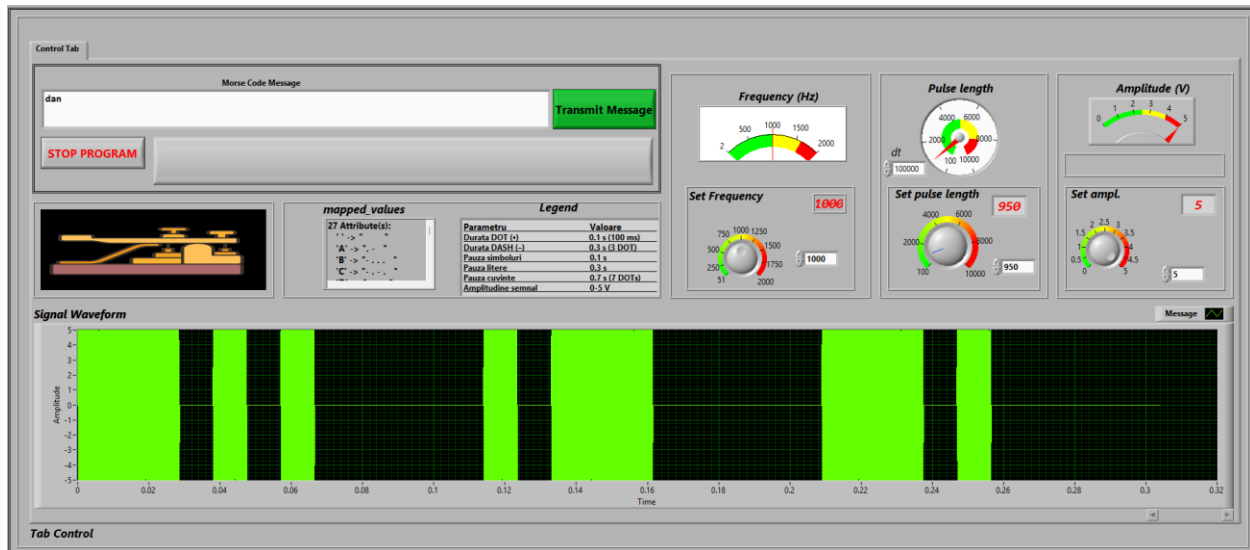 Control Tab
Morse Code Message
dan
Transmit Message
STOP PROGRAM
Frequency (Hz)
2 500 1000 1500 2000
Pulse length
100 2000 4000 6000 8000 10000
dt
100000
Amplitude (V)
0 1 2 3 4 5
mapped_values
27 Attribute(s):
' ' -> " "
'A' -> ". - "
'B' -> "- . . . "
'C' -> "- . - . "
Legend
Parametru Valoare
Durata DOT (•) 0.1 s (100 ms)
Durata DASH (–) 0.3 s (3 DOT)
Pauza simboluri 0.1 s
Pauza litere 0.3 s
Pauza cuvinte 0.7 s (7 DOTs)
Amplitudine semnal 0-5 V
Set Frequency
1000
51 250 500 750 1000 1250 1500 1750 2000
1000
Set pulse length
950
100 2000 4000 6000 8000 10000
950
Set ampl.
5
0 0.5 1 1.5 2 2.5 3 3.5 4 4.5 5
5
Signal Waveform
Message
Amplitude
5
4
3
2
1
0
-1
-2
-3
-4
-5
0 0.02 0.04 0.06 0.08 0.1 0.12 0.14 0.16 0.18 0.2 0.22 0.24 0.26 0.28 0.3 0.32
Time
Tab Control